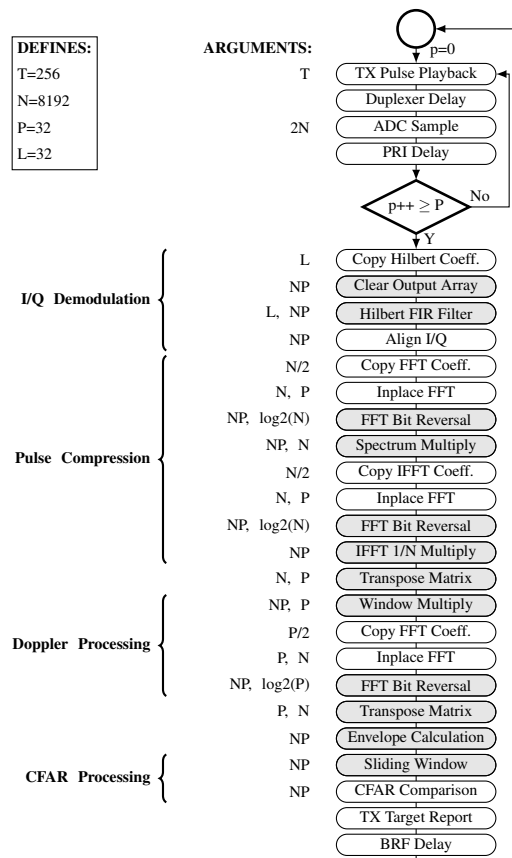 p=0
DEFINES:
T=256
N=8192
P=32
L=32
ARGUMENTS:
T TX Pulse Playback
Duplexer Delay
2N ADC Sample
PRI Delay
p++ ≥ P No
Y
L Copy Hilbert Coeff.
NP Clear Output Array
I/Q Demodulation
L, NP Hilbert FIR Filter
NP Align I/Q
N/2 Copy FFT Coeff.
N, P Inplace FFT
NP, log2(N) FFT Bit Reversal
Pulse Compression
NP, N Spectrum Multiply
N/2 Copy IFFT Coeff.
N, P Inplace FFT
NP, log2(N) FFT Bit Reversal
NP IFFT 1/N Multiply
N, P Transpose Matrix
NP, P Window Multiply
Doppler Processing
P/2 Copy FFT Coeff.
P, N Inplace FFT
NP, log2(P) FFT Bit Reversal
P, N Transpose Matrix
NP Envelope Calculation
CFAR Processing
NP Sliding Window
NP CFAR Comparison
TX Target Report
BRF Delay